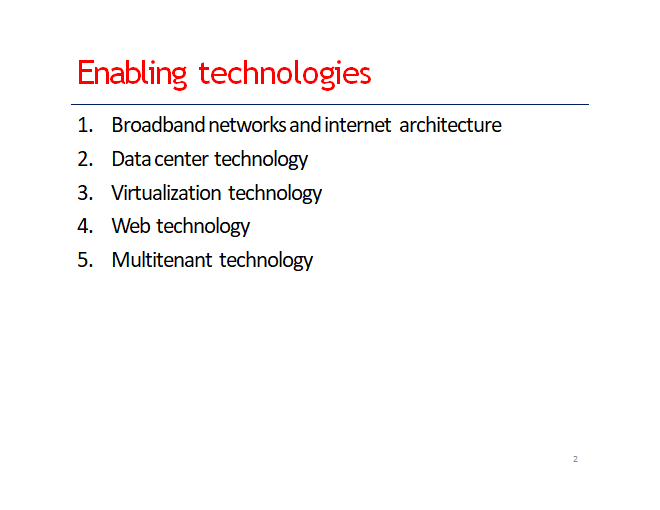 Enabling technologies
1. Broadband networks and internet architecture
2. Data center technology
3. Virtualization technology
4. Web technology
5. Multitenant technology
2